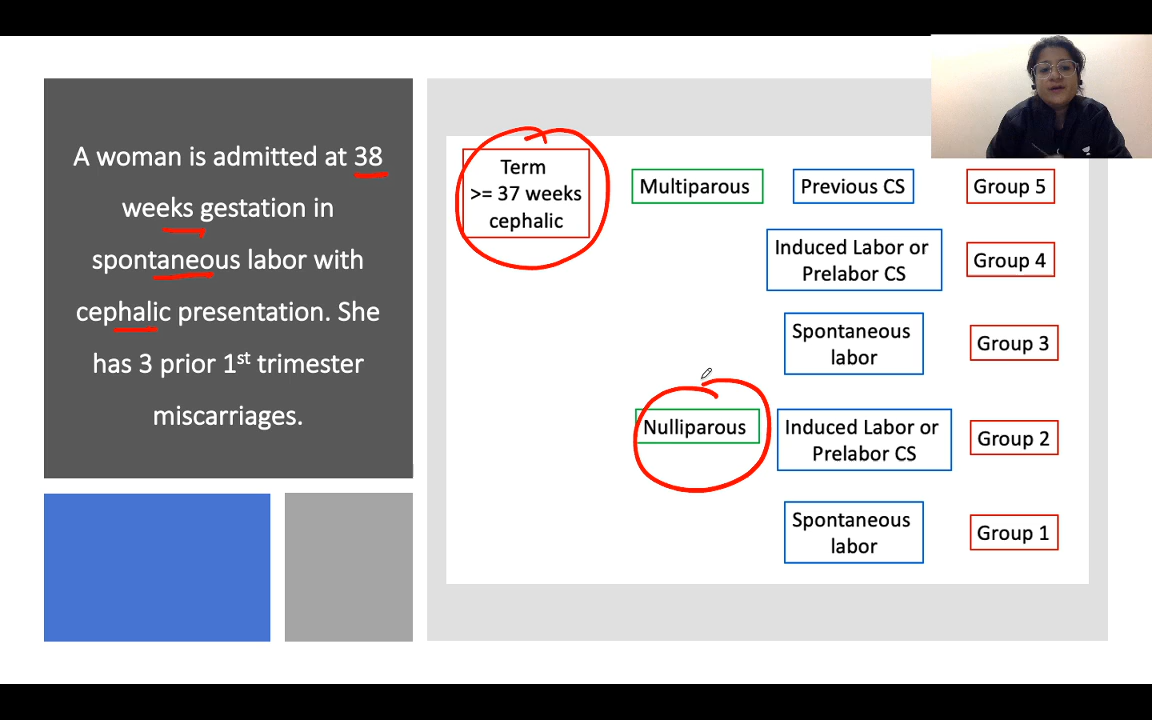 A woman is admitted at 38
weeks gestation in
spontaneous labor with
cephalic presentation. She
has 3 prior 1st trimester
miscarriages.
Term
>= 37 weeks
cephalic
Multiparous
Previous CS
Group 5
Induced Labor or
Prelabor CS
Group 4
Spontaneous
labor
Group 3
Nulliparous
Induced Labor or
Prelabor CS
Group 2
Spontaneous
labor
Group 1